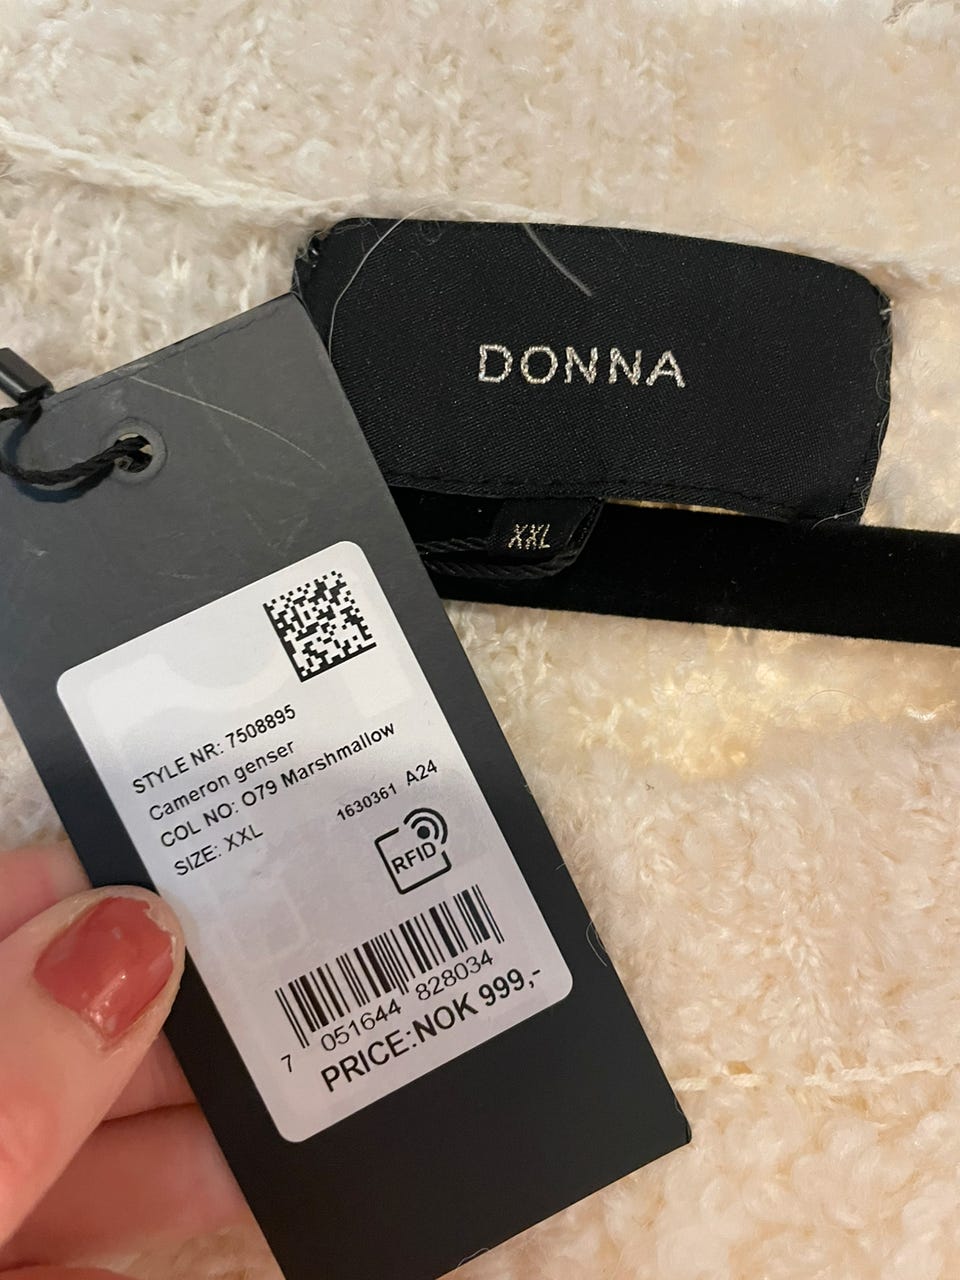 DONNA
XXL
STYLE NR: 7508895
Cameron genser
COL NO: O79 Marshmallow
SIZE: XXL
1630361 A24
RFID
7 051644 828034
PRICE:NOK 999,-